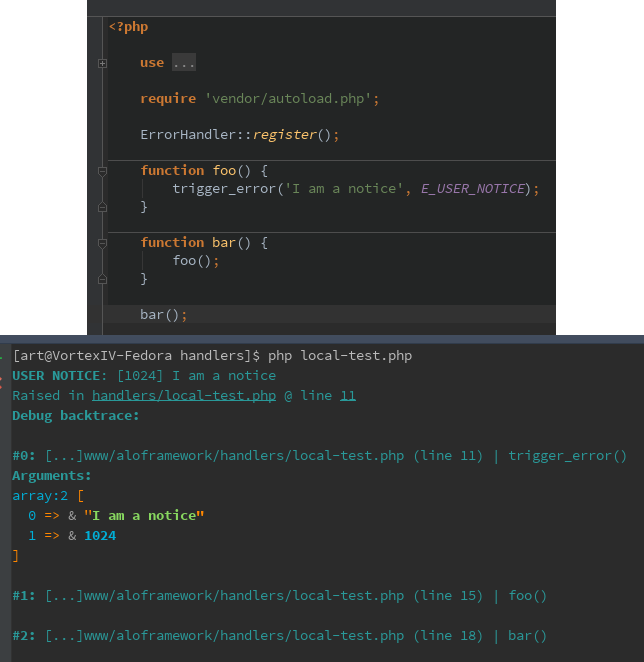 <?php
use ...
require 'vendor/autoload.php';
ErrorHandler::register();
function foo() {
trigger_error('I am a notice', E_USER_NOTICE);
}
function bar() {
foo();
}
bar();
[art@VortexIV-Fedora handlers]$ php local-test.php
USER NOTICE: [1024] I am a notice
Raised in handlers/local-test.php @ line 11
Debug backtrace:
#0: [...]www/aloframework/handlers/local-test.php (line 11) | trigger_error()
Arguments:
array:2 [
0 => & "I am a notice"
1 => & 1024
]
#1: [...]www/aloframework/handlers/local-test.php (line 15) | foo()
#2: [...]www/aloframework/handlers/local-test.php (line 18) | bar()